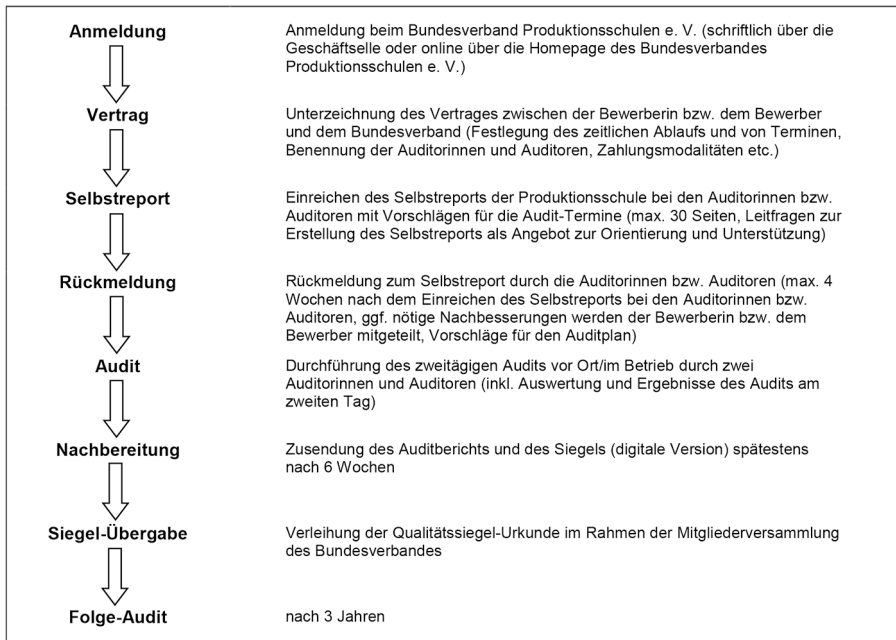 Anmeldung
Anmeldung beim Bundesverband Produktionsschulen e. V. (schriftlich über die
Geschäftselle oder online über die Homepage des Bundesverbandes
Produktionsschulen e. V.)
Vertrag
Unterzeichnung des Vertrages zwischen der Bewerberin bzw. dem Bewerber
und dem Bundesverband (Festlegung des zeitlichen Ablaufs und von Terminen,
Benennung der Auditorinnen und Auditoren, Zahlungsmodalitäten etc.)
Selbstreport
Einreichen des Selbstreports der Produktionsschule bei den Auditorinnen bzw.
Auditoren mit Vorschlägen für die Audit-Termine (max. 30 Seiten, Leitfragen zur
Erstellung des Selbstreports als Angebot zur Orientierung und Unterstützung)
Rückmeldung
Rückmeldung zum Selbstreport durch die Auditorinnen bzw. Auditoren (max. 4
Wochen nach dem Einreichen des Selbstreports bei den Auditorinnen bzw.
Auditoren, ggf. nötige Nachbesserungen werden der Bewerberin bzw. dem
Bewerber mitgeteilt, Vorschläge für den Auditplan)
Audit
Durchführung des zweitägigen Audits vor Ort/im Betrieb durch zwei
Auditorinnen und Auditoren (inkl. Auswertung und Ergebnisse des Audits am
zweiten Tag)
Nachbereitung
Zusendung des Auditberichts und des Siegels (digitale Version) spätestens
nach 6 Wochen
Siegel-Übergabe
Verleihung der Qualitätssiegel-Urkunde im Rahmen der Mitgliederversammlung
des Bundesverbandes
Folge-Audit
nach 3 Jahren